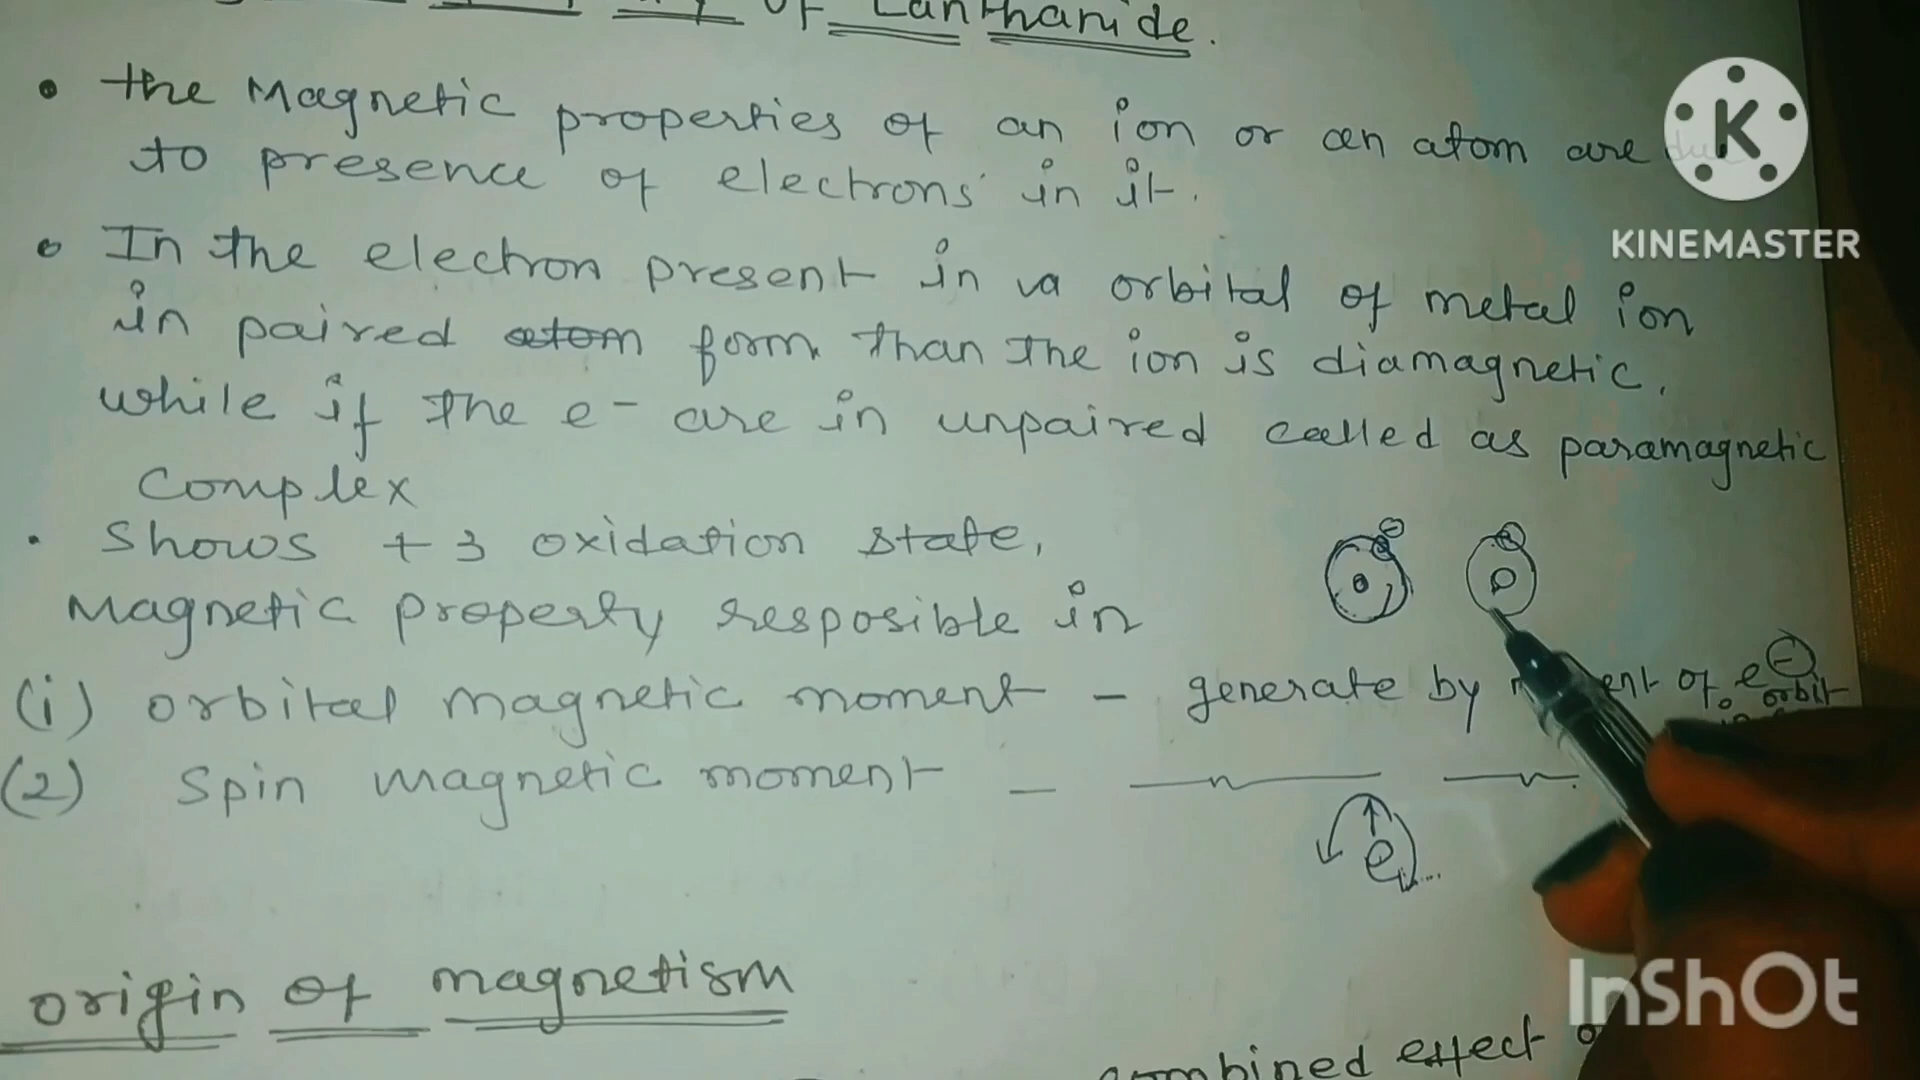 of Lanthanide.
• the Magnetic properties of an ion or an atom are
to presence of electrons in it.
• In the electron present in a orbital of metal ion
in paired atom form than the ion is diamagnetic.
while if the e- are in unpaired called as paramagnetic
complex
• shows +3 oxidation state,
Magnetic property resposible in
(i) orbital magnetic moment - generate by of e-
orbit
(2) Spin magnetic moment -
e
origin of magnetism
combined effect
KINEMASTER
InShOt